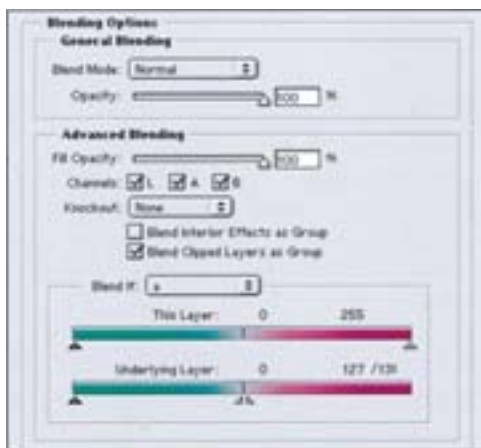 Blending Options
General Blending
Blend Mode: Normal
Opacity: 100 %
Advanced Blending
Fill Opacity: 100 %
Channels: L A B
Knockout: None
Blend Interior Effects as Group
Blend Clipped Layers as Group
Blend If: a
This Layer: 0 255
Underlying Layer: 0 127 / 131